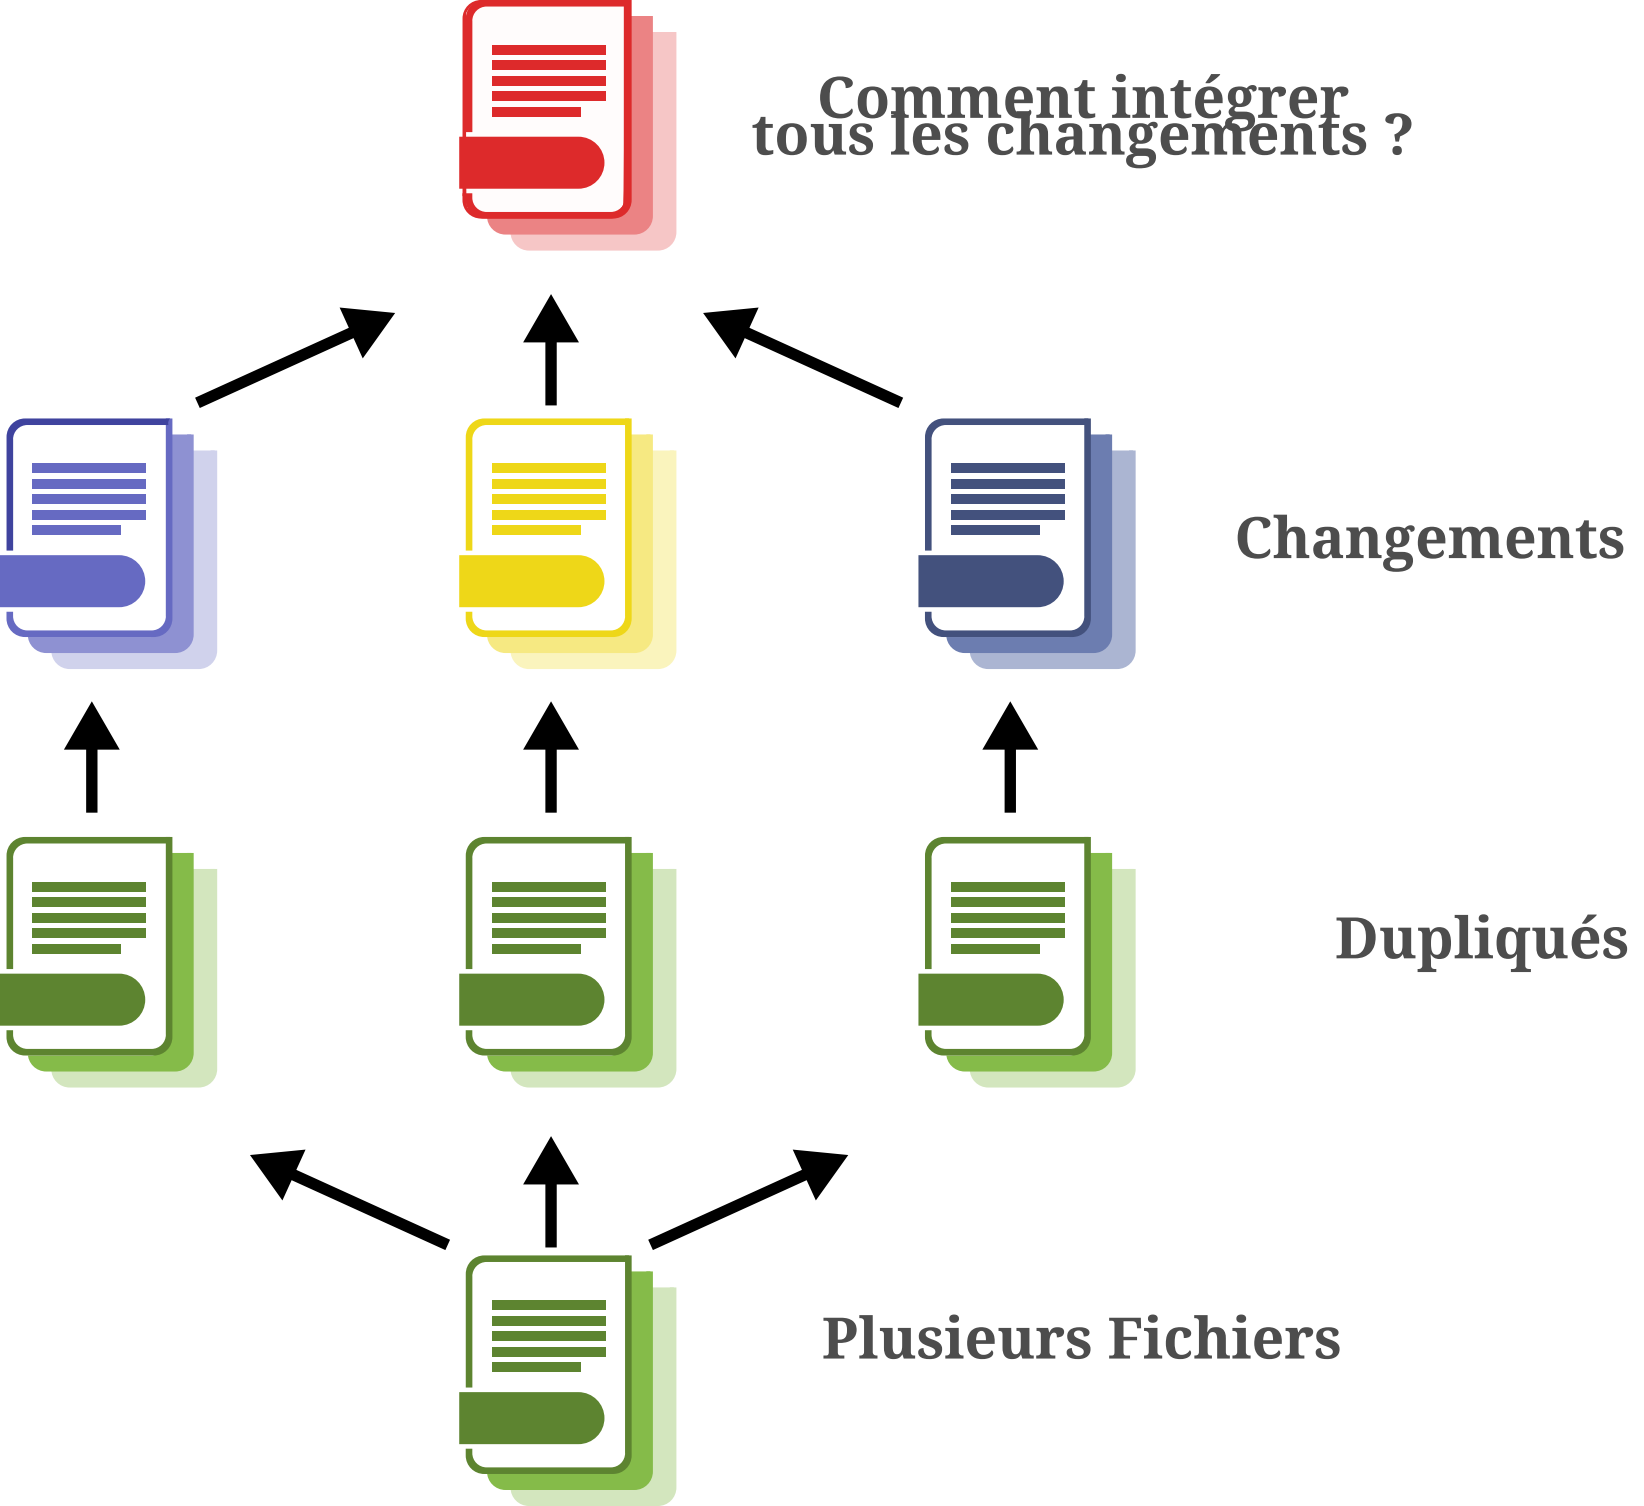 Comment intégrer
tous les changements ?
Changements
Dupliqués
Plusieurs Fichiers